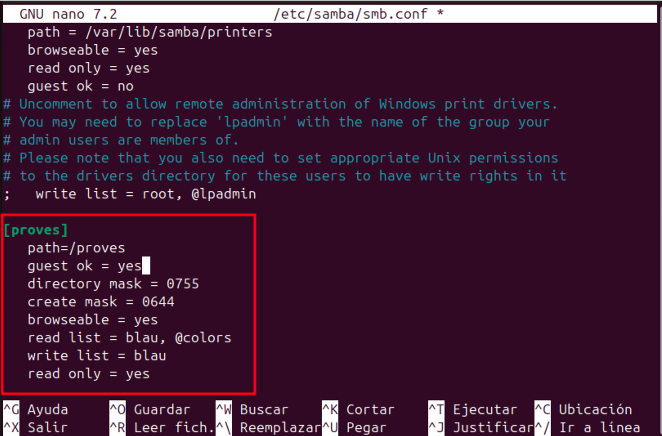 GNU nano 7.2 /etc/samba/smb.conf *
path = /var/lib/samba/printers
browseable = yes
read only = yes
guest ok = no
# Uncomment to allow remote administration of Windows print drivers.
# You may need to replace 'lpadmin' with the name of the group your
# admin users are members of.
# Please note that you also need to set appropriate Unix permissions
# to the drivers directory for these users to have write rights in it
;   write list = root, @lpadmin
[proves]
path=/proves
guest ok = yes
directory mask = 0755
create mask = 0644
browseable = yes
read list = blau, @colors
write list = blau
read only = yes
^G Ayuda ^O Guardar ^W Buscar ^K Cortar ^T Ejecutar ^C Ubicación
^X Salir ^R Leer fich. ^\ Reemplazar ^U Pegar ^J Justificar ^/ Ir a línea